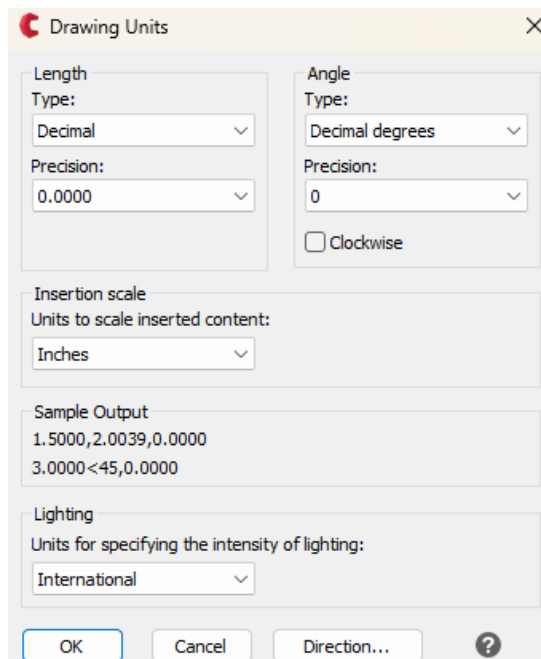 Drawing Units
Length
Type:
Decimal
Precision:
0.0000
Angle
Type:
Decimal degrees
Precision:
0
Clockwise
Insertion scale
Units to scale inserted content:
Inches
Sample Output
1.5000,2.0039,0.0000
3.0000<45,0.0000
Lighting
Units for specifying the intensity of lighting:
International
OK
Cancel
Direction...
?